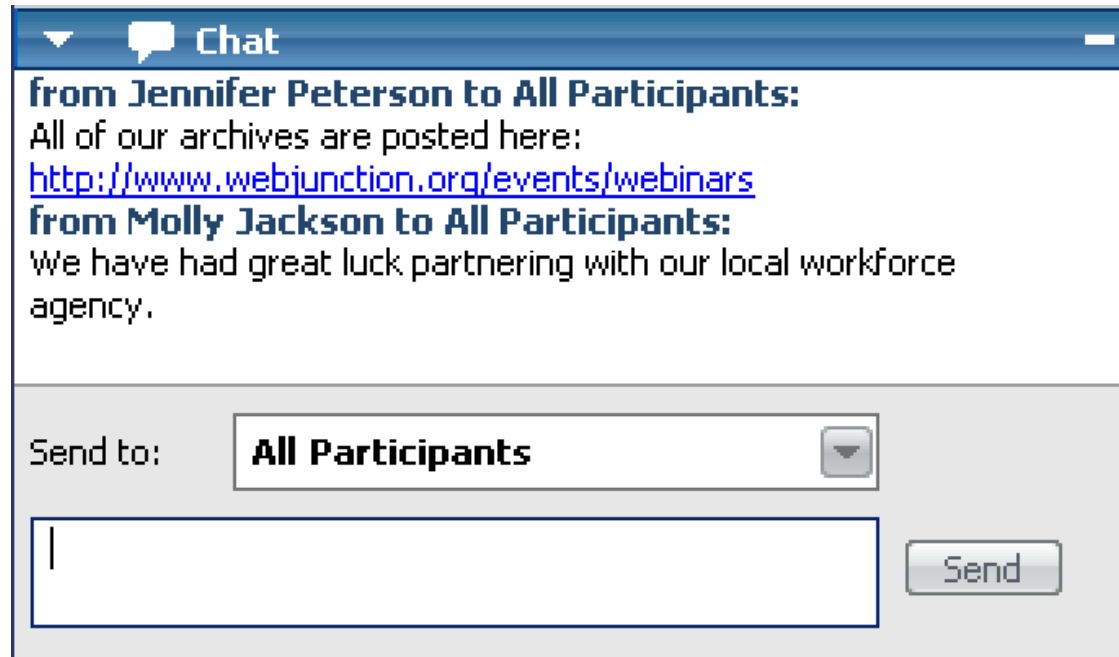 Chat
from Jennifer Peterson to All Participants:
All of our archives are posted here:
http://www.webjunction.org/events/webinars
from Molly Jackson to All Participants:
We have had great luck partnering with our local workforce
agency.
Send to:
All Participants
Send